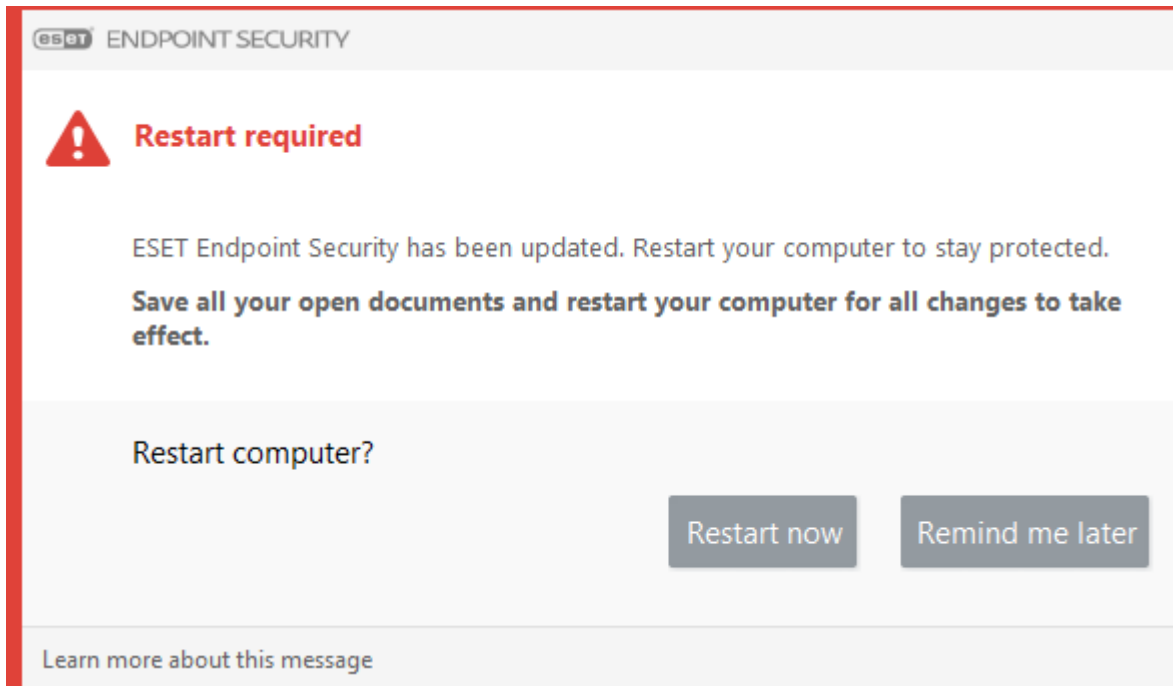 eset ENDPOINT SECURITY
Restart required
ESET Endpoint Security has been updated. Restart your computer to stay protected.
Save all your open documents and restart your computer for all changes to take
effect.
Restart computer?
Restart now Remind me later
Learn more about this message